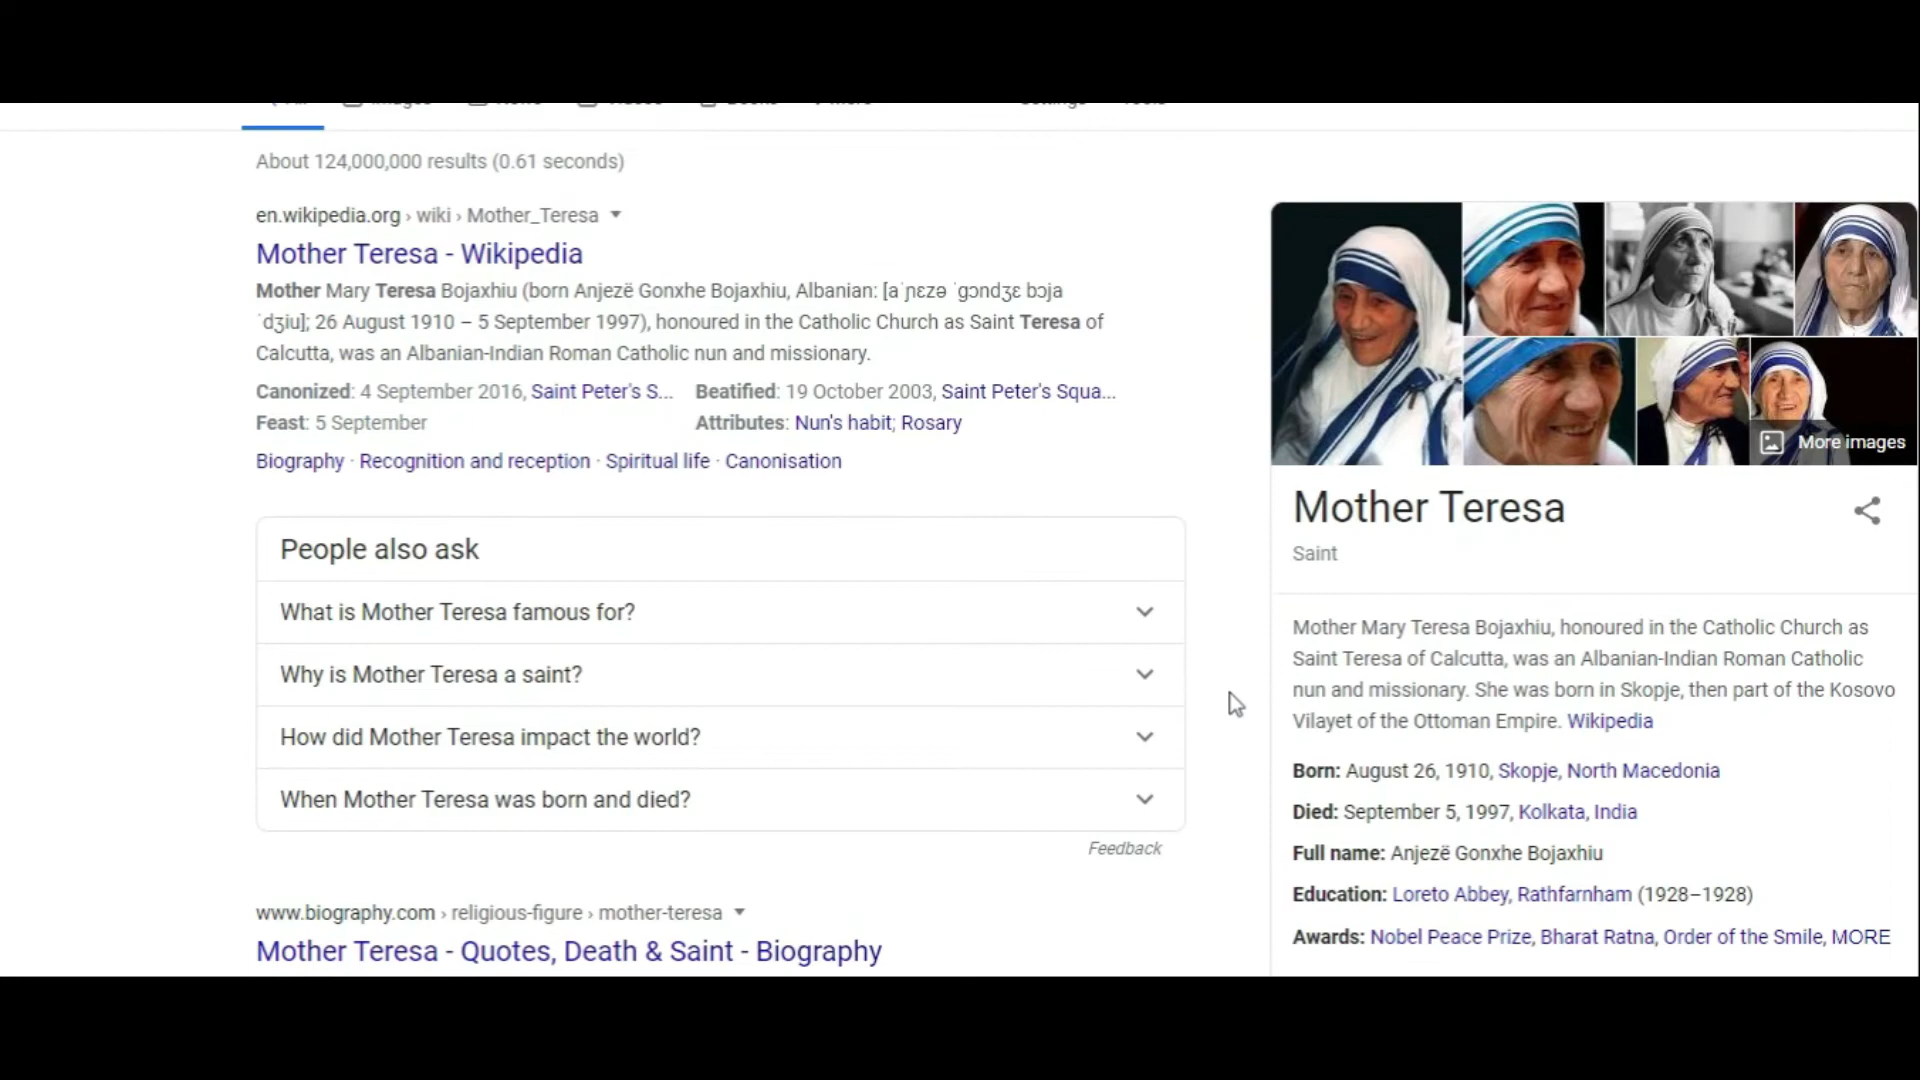 About 124,000,000 results (0.61 seconds)
en.wikipedia.org › wiki › Mother_Teresa
Mother Teresa - Wikipedia
Mother Mary Teresa Bojaxhiu (born Anjezë Gonxhe Bojaxhiu, Albanian: [aˈɲɛzə ˈɡɔndʒɛ bɔja
ˈdʒiu]; 26 August 1910 – 5 September 1997), honoured in the Catholic Church as Saint Teresa of
Calcutta, was an Albanian-Indian Roman Catholic nun and missionary.
Canonized: 4 September 2016, Saint Peter's S... Beatified: 19 October 2003, Saint Peter's Squa...
Feast: 5 September Attributes: Nun's habit; Rosary
Biography · Recognition and reception · Spiritual life · Canonisation
People also ask
What is Mother Teresa famous for?
Why is Mother Teresa a saint?
How did Mother Teresa impact the world?
When Mother Teresa was born and died?
Feedback
www.biography.com › religious-figure › mother-teresa
Mother Teresa - Quotes, Death & Saint - Biography
More images
Mother Teresa
Saint
Mother Mary Teresa Bojaxhiu, honoured in the Catholic Church as
Saint Teresa of Calcutta, was an Albanian-Indian Roman Catholic
nun and missionary. She was born in Skopje, then part of the Kosovo
Vilayet of the Ottoman Empire. Wikipedia
Born: August 26, 1910, Skopje, North Macedonia
Died: September 5, 1997, Kolkata, India
Full name: Anjezë Gonxhe Bojaxhiu
Education: Loreto Abbey, Rathfarnham (1928–1928)
Awards: Nobel Peace Prize, Bharat Ratna, Order of the Smile, MORE